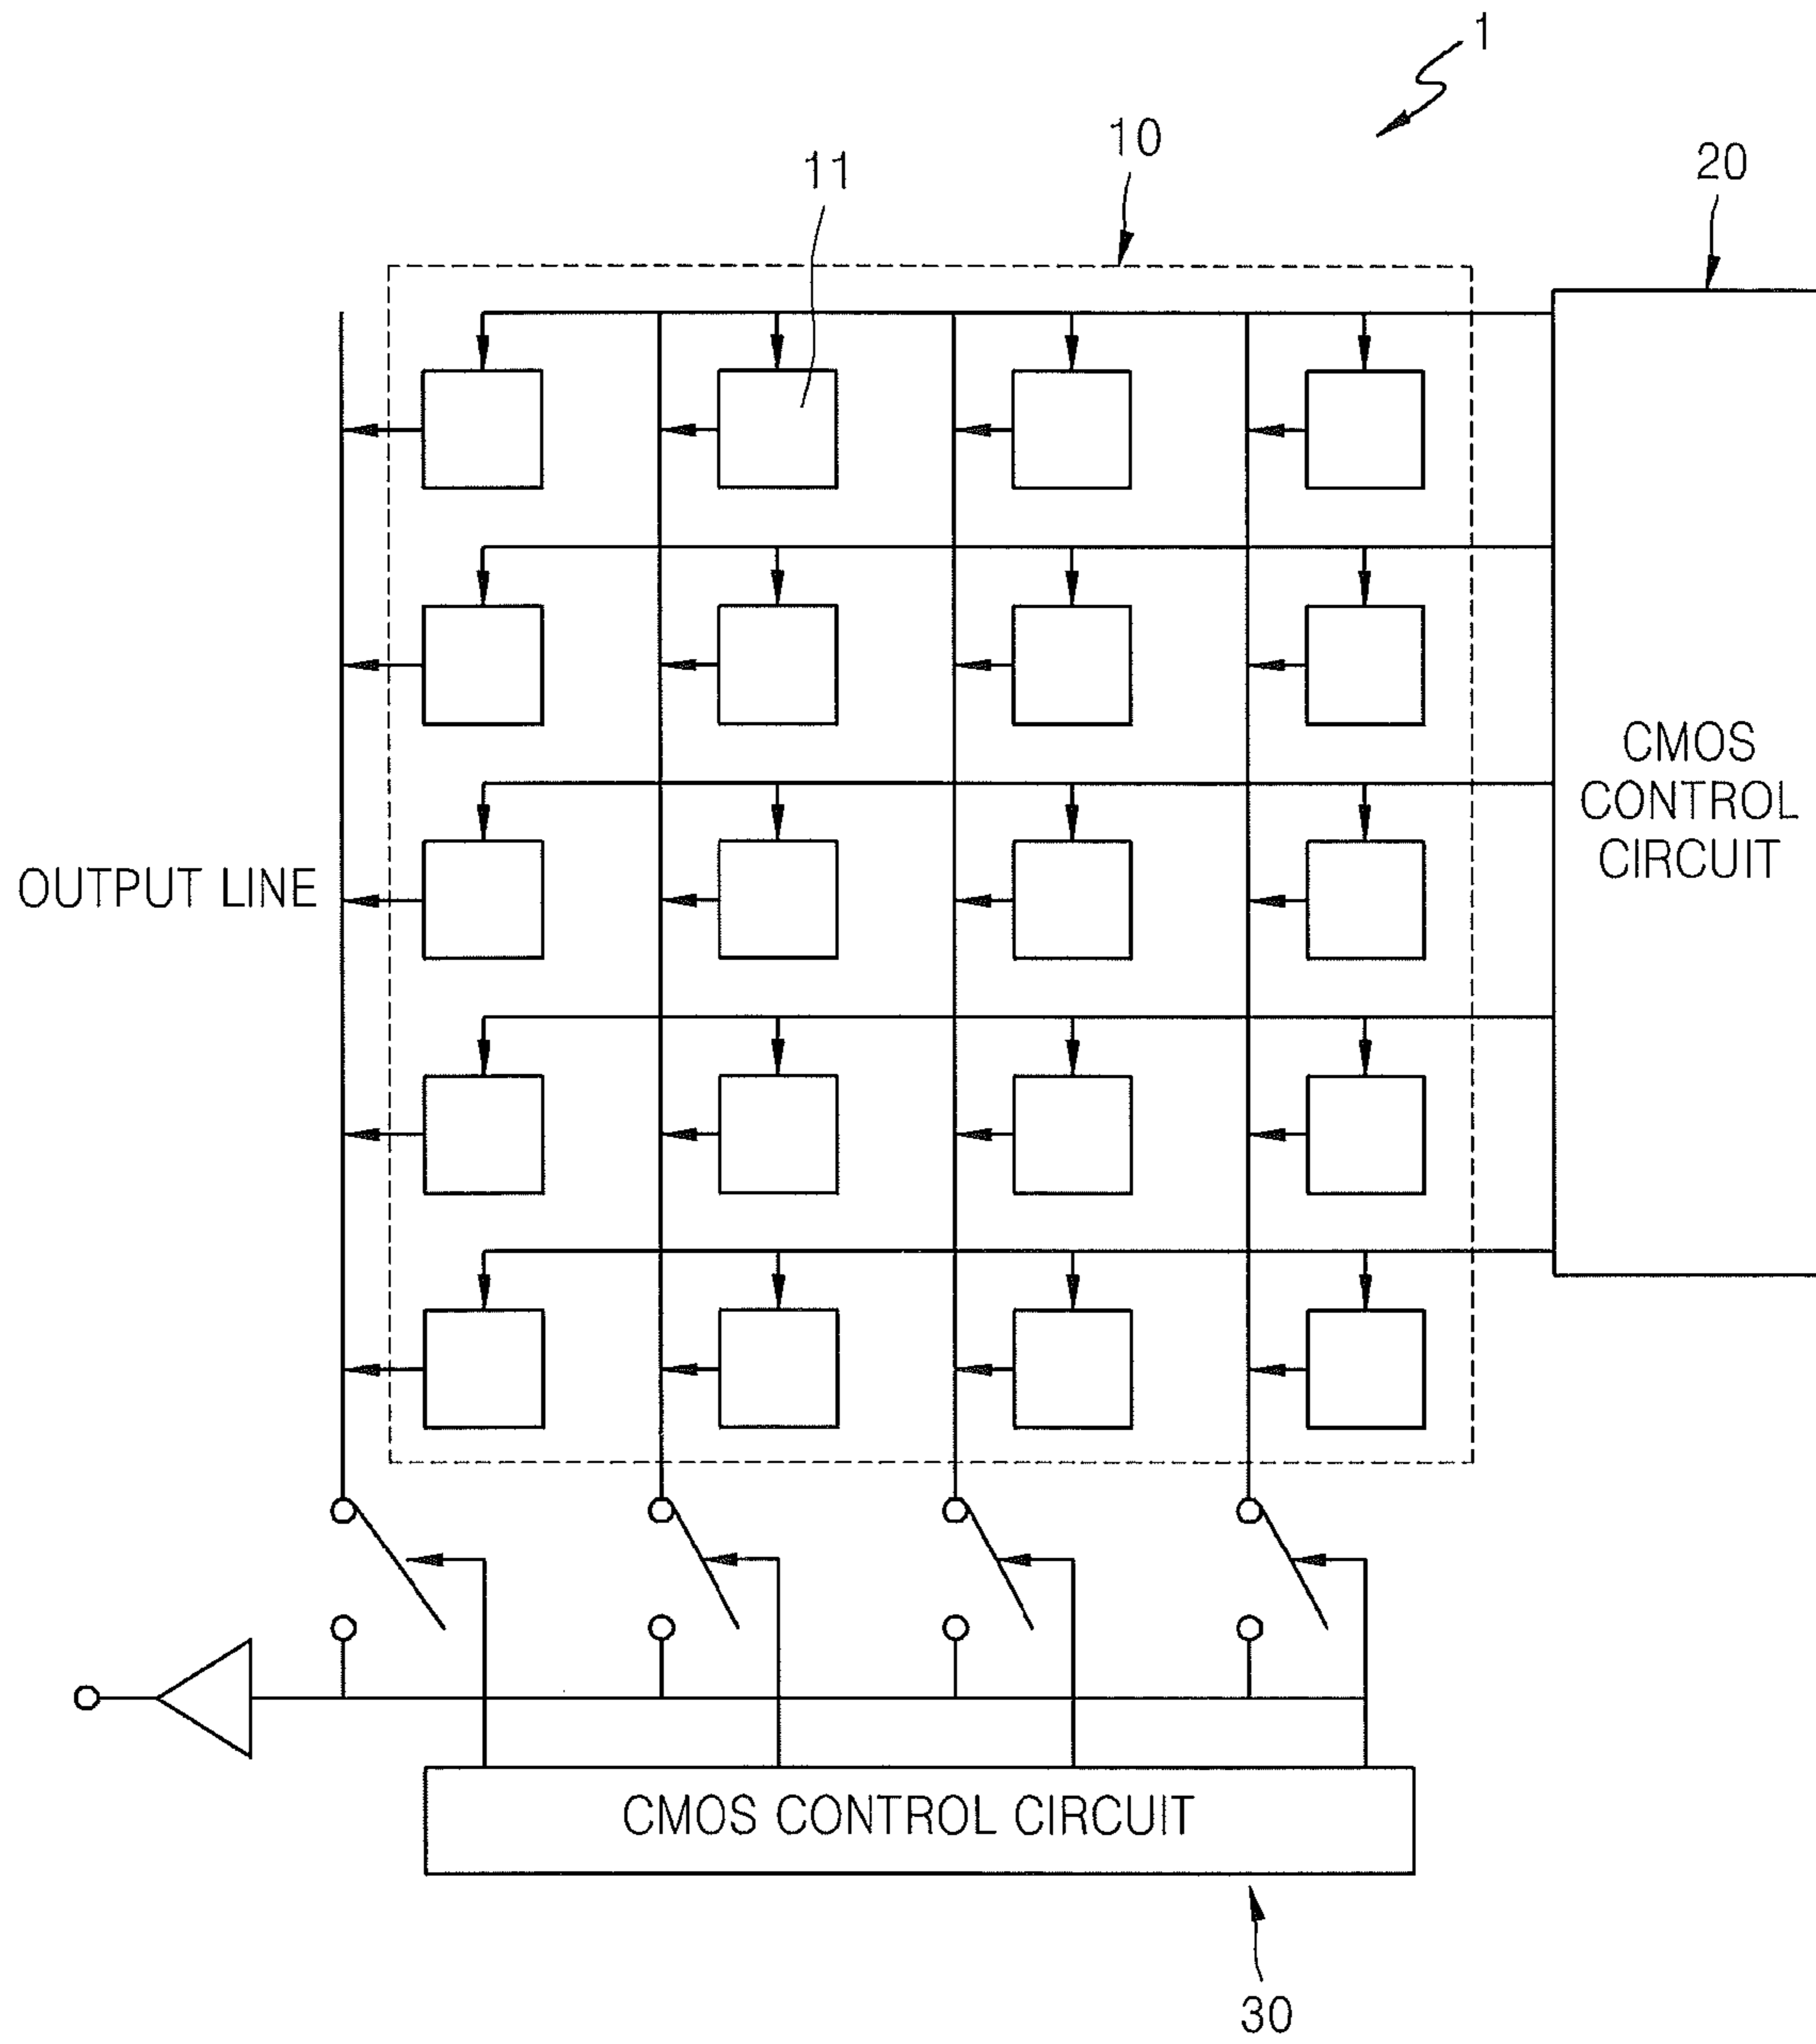 1
10
20
11
CMOS
CONTROL
CIRCUIT
OUTPUT LINE
CMOS CONTROL CIRCUIT
30